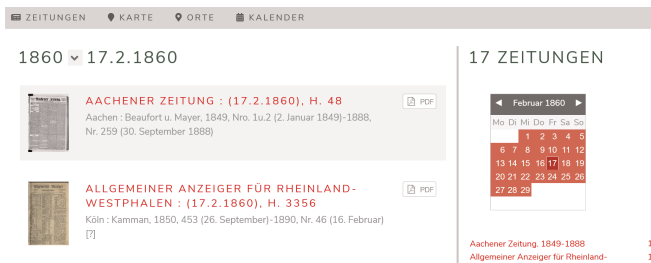 ZEITUNGEN KARTE ORTE KALENDER
1860 17.2.1860
AACHENER ZEITUNG : (17.2.1860), H. 48
PDF
Aachen : Beaufort u. Mayer, 1849, Nro. 1u.2 (2. Januar 1849)-1888,
Nr. 259 (30. September 1888)
ALLGEMEINER ANZEIGER FÜR RHEINLAND-
WESTPHALEN : (17.2.1860), H. 3356
PDF
Köln : Kamman, 1850, 453 (26. September)-1890, Nr. 46 (16. Februar)
[?]
17 ZEITUNGEN
Februar 1860
Mo Di Mi Do Fr Sa So
1 2 3 4 5
6 7 8 9 10 11 12
13 14 15 16 17 18 19
20 21 22 23 24 25 26
27 28 29
Aachener Zeitung. 1849-1888 1
Allgemeiner Anzeiger für Rheinland- 1